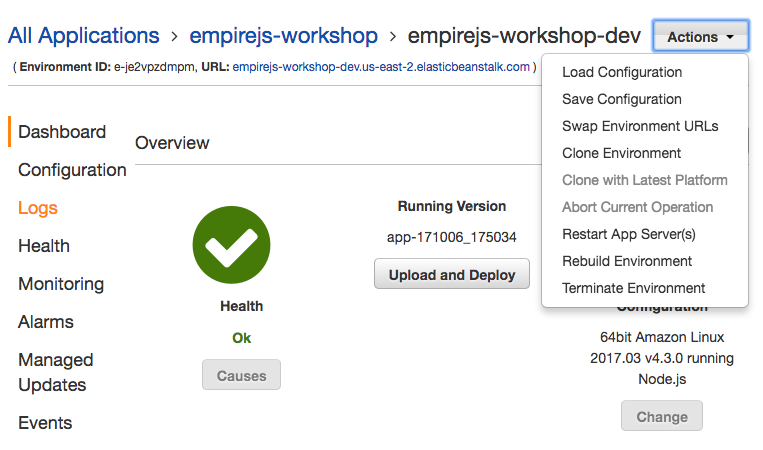 All Applications > empirejs-workshop > empirejs-workshop-dev Actions
( Environment ID: e-je2vpzdmpm, URL: empirejs-workshop-dev.us-east-2.elasticbeanstalk.com )
Load Configuration
Save Configuration
Swap Environment URLs
Clone Environment
Clone with Latest Platform
Abort Current Operation
Restart App Server(s)
Rebuild Environment
Terminate Environment
Dashboard
Configuration
Logs
Health
Monitoring
Alarms
Managed
Updates
Events
Overview
Health
Ok
Causes
Running Version
app-171006_175034
Upload and Deploy
Configuration
64bit Amazon Linux
2017.03 v4.3.0 running
Node.js
Change